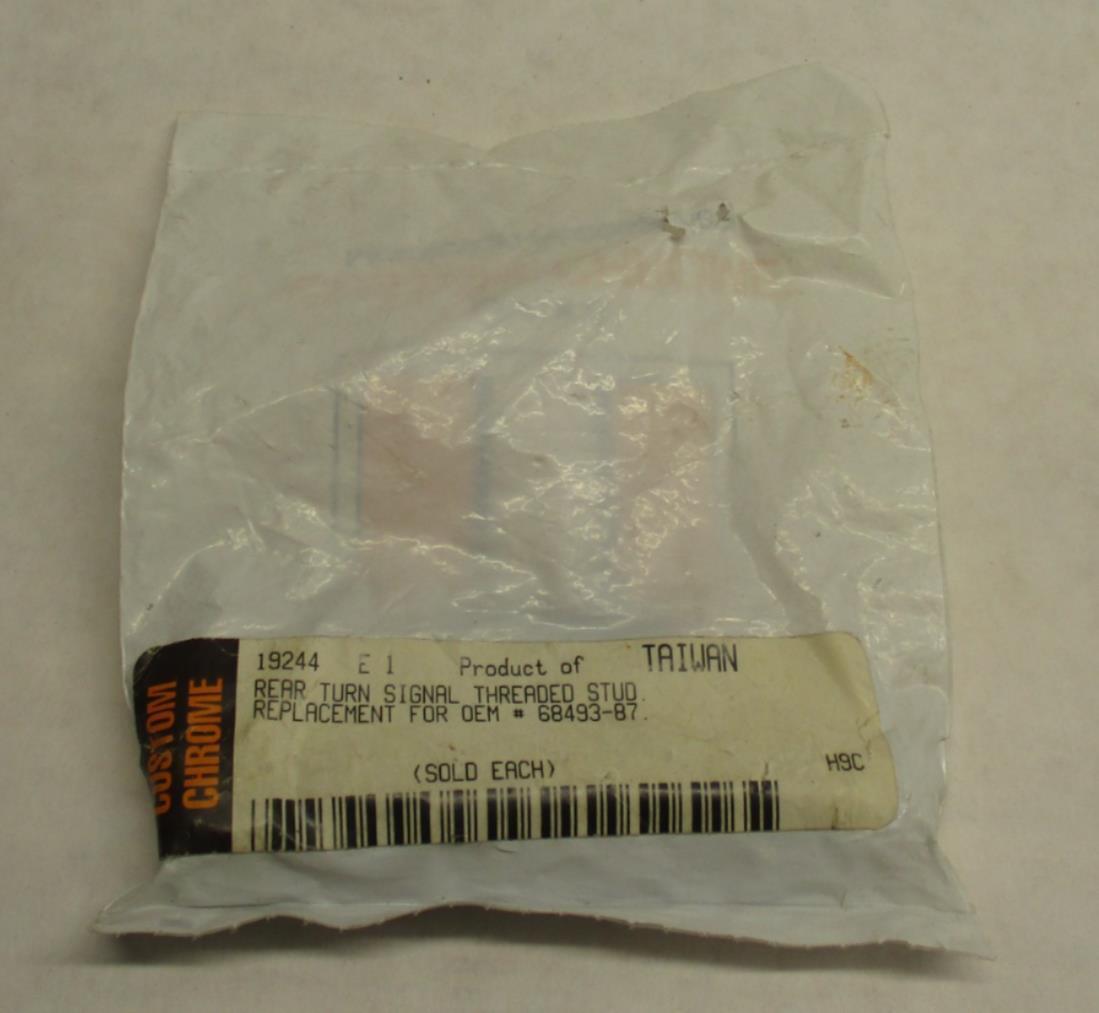 CUSTOM
CHROME
19244 E 1 Product of TAIWAN
REAR TURN SIGNAL THREADED STUD.
REPLACEMENT FOR OEM # 68493-87.
(SOLD EACH) H9C